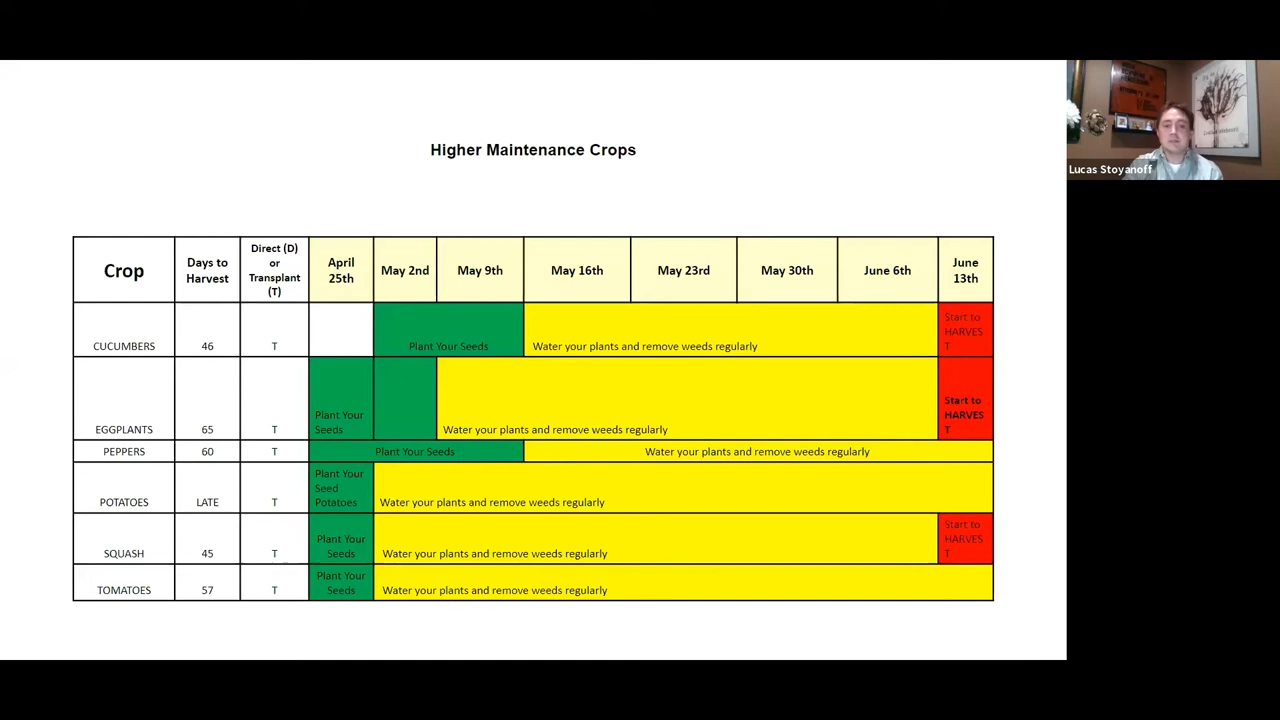 Higher Maintenance Crops
Lucas Stoyanoff
Crop
Days to
Harvest
Direct (D)
or
Transplant
(T)
April
25th
May 2nd
May 9th
May 16th
May 23rd
May 30th
June 6th
June
13th
CUCUMBERS
46
T
Plant Your Seeds
Water your plants and remove weeds regularly
Start to
HARVES
T
EGGPLANTS
65
T
Plant Your
Seeds
Water your plants and remove weeds regularly
Start to
HARVES
T
PEPPERS
60
T
Plant Your Seeds
Water your plants and remove weeds regularly
POTATOES
LATE
T
Plant Your
Seed
Potatoes
Water your plants and remove weeds regularly
SQUASH
45
T
Plant Your
Seeds
Water your plants and remove weeds regularly
Start to
HARVES
T
TOMATOES
57
T
Plant Your
Seeds
Water your plants and remove weeds regularly